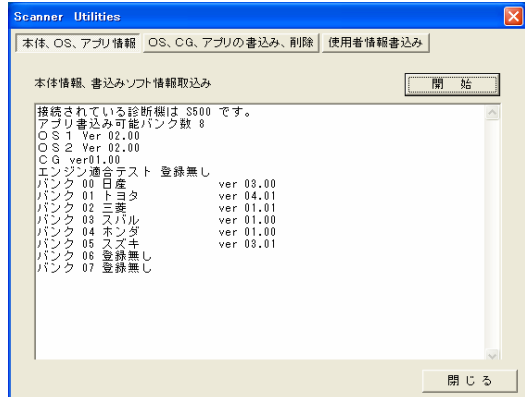 Scanner Utilities
本体、OS、アプリ情報 OS、CG、アプリの書込み、削除 使用者情報書込み
本体情報、書込みソフト情報取込み 開 始
接続されている診断機は S500 です。
アプリ書込み可能バンク数 8
OS1 Ver 02.00
OS2 Ver 02.00
CG ver01.00
エンジン適合テスト 登録無し
バンク 00 日産 ver 03.00
バンク 01 トヨタ ver 04.01
バンク 02 三菱 ver 01.01
バンク 03 スバル ver 01.00
バンク 04 ホンダ ver 01.00
バンク 05 スズキ ver 03.01
バンク 06 登録無し
バンク 07 登録無し
閉じる